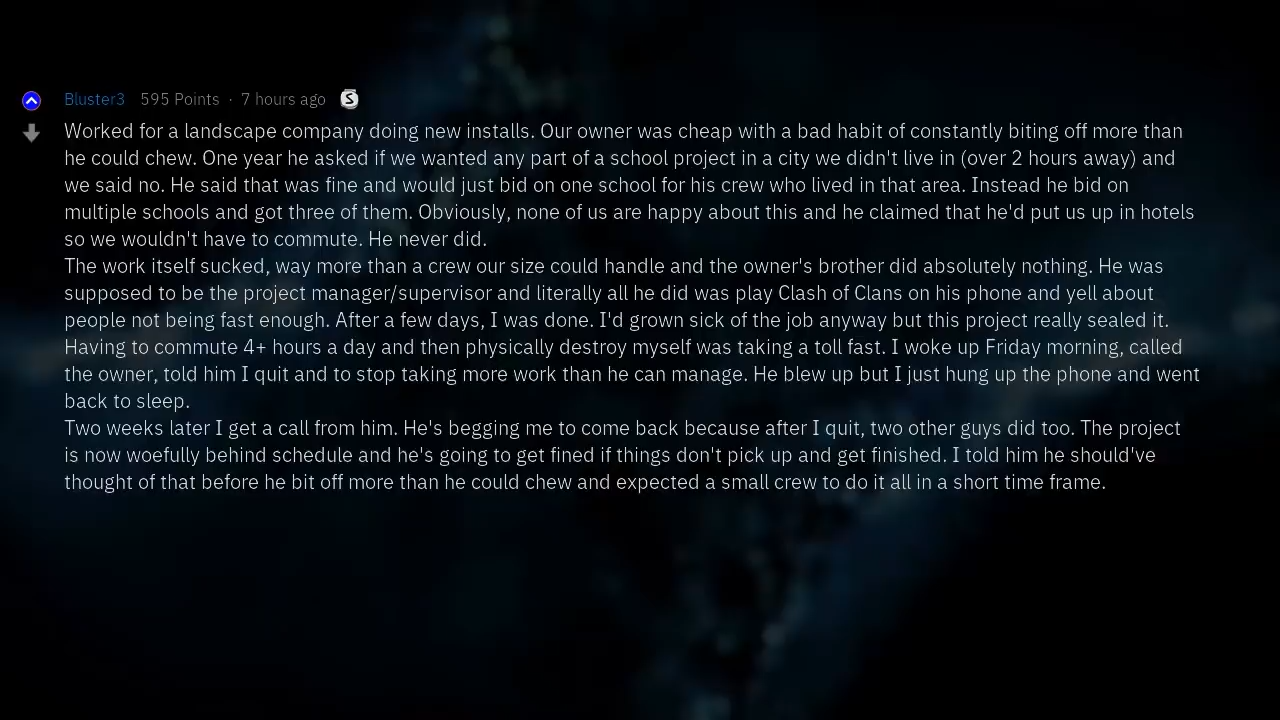 Bluster3 595 Points · 7 hours ago S
Worked for a landscape company doing new installs. Our owner was cheap with a bad habit of constantly biting off more than
he could chew. One year he asked if we wanted any part of a school project in a city we didn't live in (over 2 hours away) and
we said no. He said that was fine and would just bid on one school for his crew who lived in that area. Instead he bid on
multiple schools and got three of them. Obviously, none of us are happy about this and he claimed that he'd put us up in hotels
so we wouldn't have to commute. He never did.
The work itself sucked, way more than a crew our size could handle and the owner's brother did absolutely nothing. He was
supposed to be the project manager/supervisor and literally all he did was play Clash of Clans on his phone and yell about
people not being fast enough. After a few days, I was done. I'd grown sick of the job anyway but this project really sealed it.
Having to commute 4+ hours a day and then physically destroy myself was taking a toll fast. I woke up Friday morning, called
the owner, told him I quit and to stop taking more work than he can manage. He blew up but I just hung up the phone and went
back to sleep.
Two weeks later I get a call from him. He's begging me to come back because after I quit, two other guys did too. The project
is now woefully behind schedule and he's going to get fined if things don't pick up and get finished. I told him he should've
thought of that before he bit off more than he could chew and expected a small crew to do it all in a short time frame.